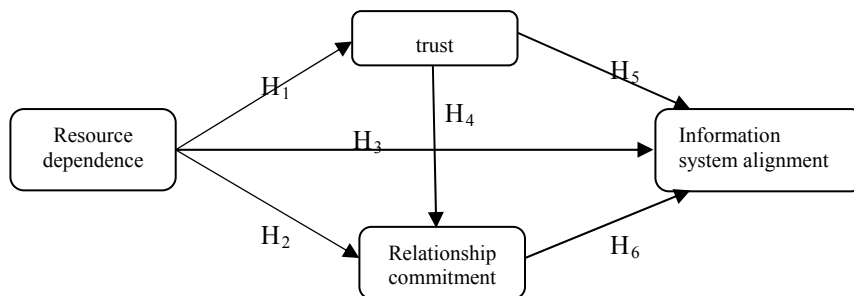 trust
H1
H5
H4
Resource
dependence
H3
Information
system alignment
H2
Relationship
commitment
H6